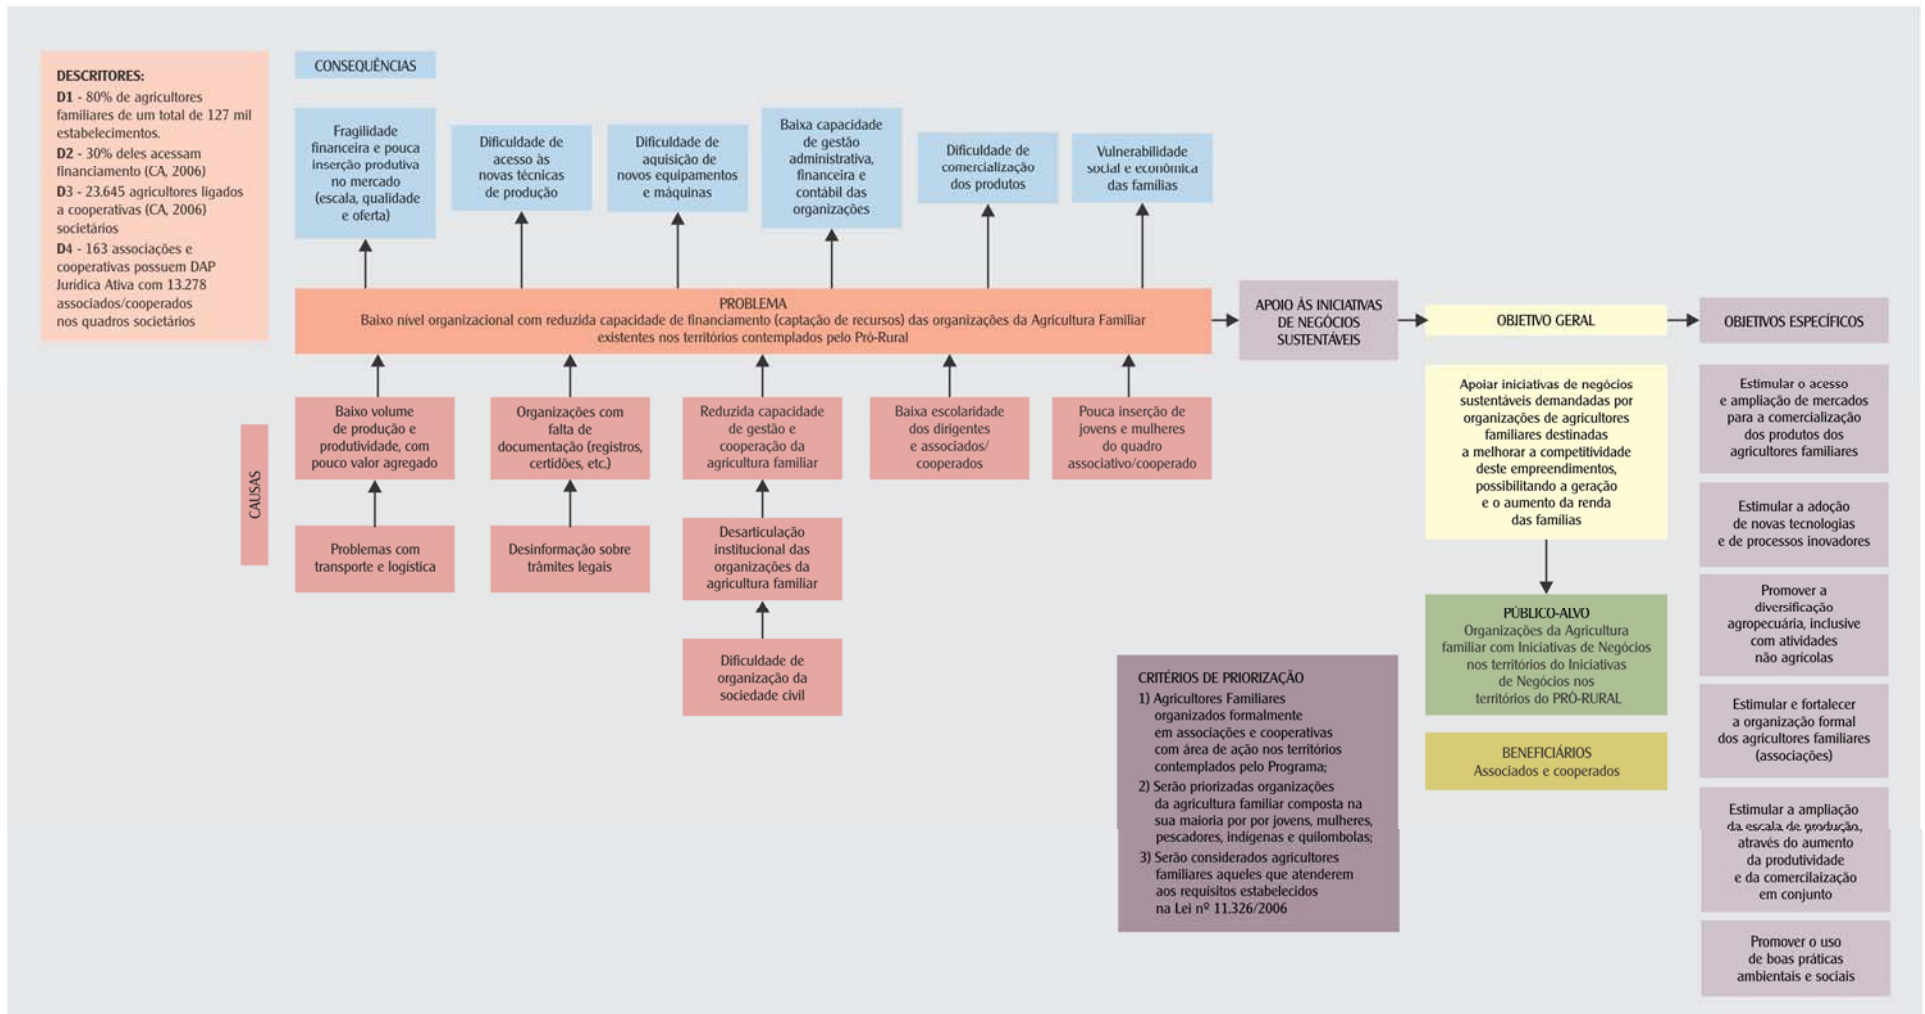 DESCRITORES:
D1 - 80% de agricultores
familiares de um total de 127 mil
estabelecimentos.
D2 - 30% deles acessam
financiamento (CA, 2006)
D3 - 23.645 agricultores ligados
a cooperativas (CA, 2006)
societários
D4 - 163 associações e
cooperativas possuem DAP
Jurídica Ativa com 13.278
associados/cooperados
nos quadros societários
CONSEQUÊNCIAS
Fragilidade
financeira e pouca
inserção produtiva
no mercado
(escala, qualidade
e oferta)
Dificuldade de
acesso às
novas técnicas
de produção
Dificuldade de
aquisição de
novos equipamentos
e máquinas
Baixa capacidade
de gestão
administrativa,
financeira e
contábil das
organizações
Dificuldade de
comercialização
dos produtos
Vulnerabilidade
social e econômica
das famílias
PROBLEMA
Baixo nível organizacional com reduzida capacidade de financiamento (captação de recursos) das organizações da Agricultura Familiar
existentes nos territórios contemplados pelo Pró-Rural
APOIO ÀS INICIATIVAS
DE NEGÓCIOS
SUSTENTÁVEIS
OBJETIVO GERAL
OBJETIVOS ESPECÍFICOS
CAUSAS
Baixo volume
de produção e
produtividade, com
pouco valor agregado
Organizações com
falta de
documentação (registros,
certidões, etc.)
Reduzida capacidade
de gestão e
cooperação da
agricultura familiar
Baixa escolaridade
dos dirigentes
e associados/
cooperados
Pouca inserção de
jovens e mulheres
do quadro
associativo/cooperado
Problemas com
transporte e logística
Desinformação sobre
trâmites legais
Desarticulação
institucional das
organizações da
agricultura familiar
Dificuldade de
organização da
sociedade civil
CRITÉRIOS DE PRIORIZAÇÃO
1) Agricultores Familiares
organizados formalmente
em associações e cooperativas
com área de ação nos territórios
contemplados pelo Programa;
2) Serão priorizadas organizações
da agricultura familiar composta na
sua maioria por por jovens, mulheres,
pescadores, indígenas e quilombolas;
3) Serão considerados agricultores
familiares aqueles que atenderem
aos requisitos estabelecidos
na Lei nº 11.326/2006
Apoiar iniciativas de negócios
sustentáveis demandadas por
organizações de agricultores
familiares destinadas
a melhorar a competitividade
deste empreendimentos,
possibilitando a geração
e o aumento da renda
das famílias
PÚBLICO-ALVO
Organizações da Agricultura
familiar com Iniciativas de Negócios
nos territórios do Iniciativas
de Negócios nos
territórios do PRÓ-RURAL
BENEFICIÁRIOS
Associados e cooperados
Estimular o acesso
e ampliação de mercados
para a comercialização
dos produtos dos
agricultores familiares
Estimular a adoção
de novas tecnologias
e de processos inovadores
Promover a
diversificação
agropecuária, inclusive
com atividades
não agrícolas
Estimular e fortalecer
a organização formal
dos agricultores familiares
(associações)
Estimular a ampliação
da escala de produção,
através do aumento
da produtividade
e da comercilaização
em conjunto
Promover o uso
de boas práticas
ambientais e sociais